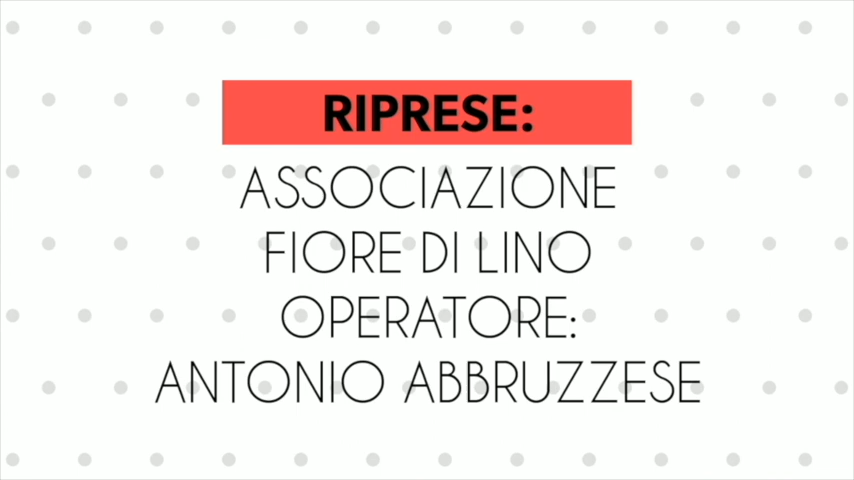 RIPRESE:
ASSOCIAZIONE
FIORE DI LINO
OPERATORE:
ANTONIO ABBRUZZESE